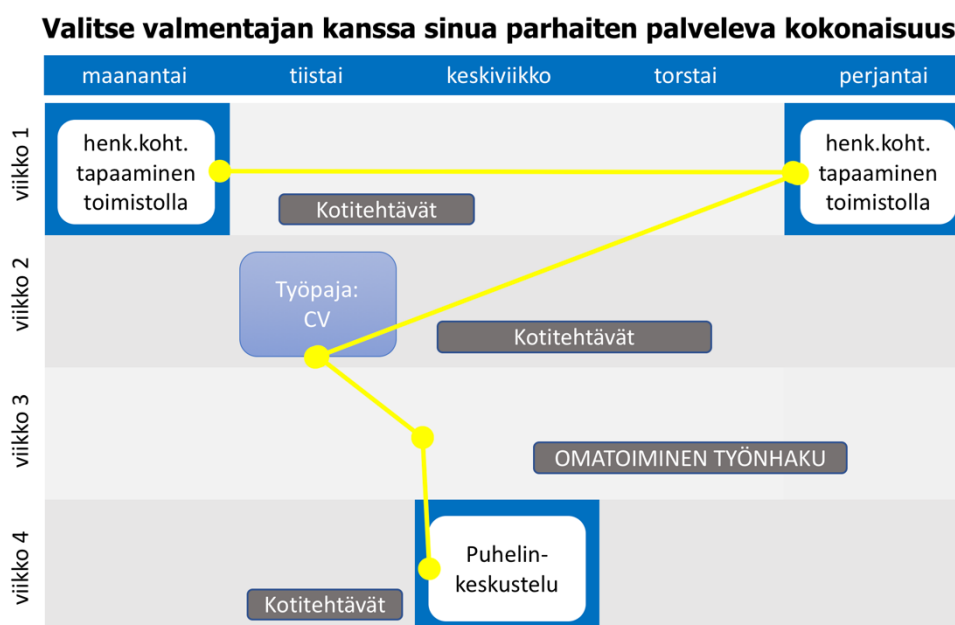 Valitse valmentajan kanssa sinua parhaiten palveleva kokonaisuus
maanantai
tiistai
keskiviikko
torstai
perjantai
viikko 1
henk.koht.
tapaaminen
toimistolla
Kotitehtävät
henk.koht.
tapaaminen
toimistolla
viikko 2
Työpaja:
CV
Kotitehtävät
viikko 3
OMATOIMINEN TYÖNHAKU
viikko 4
Kotitehtävät
Puhelin-
keskustelu